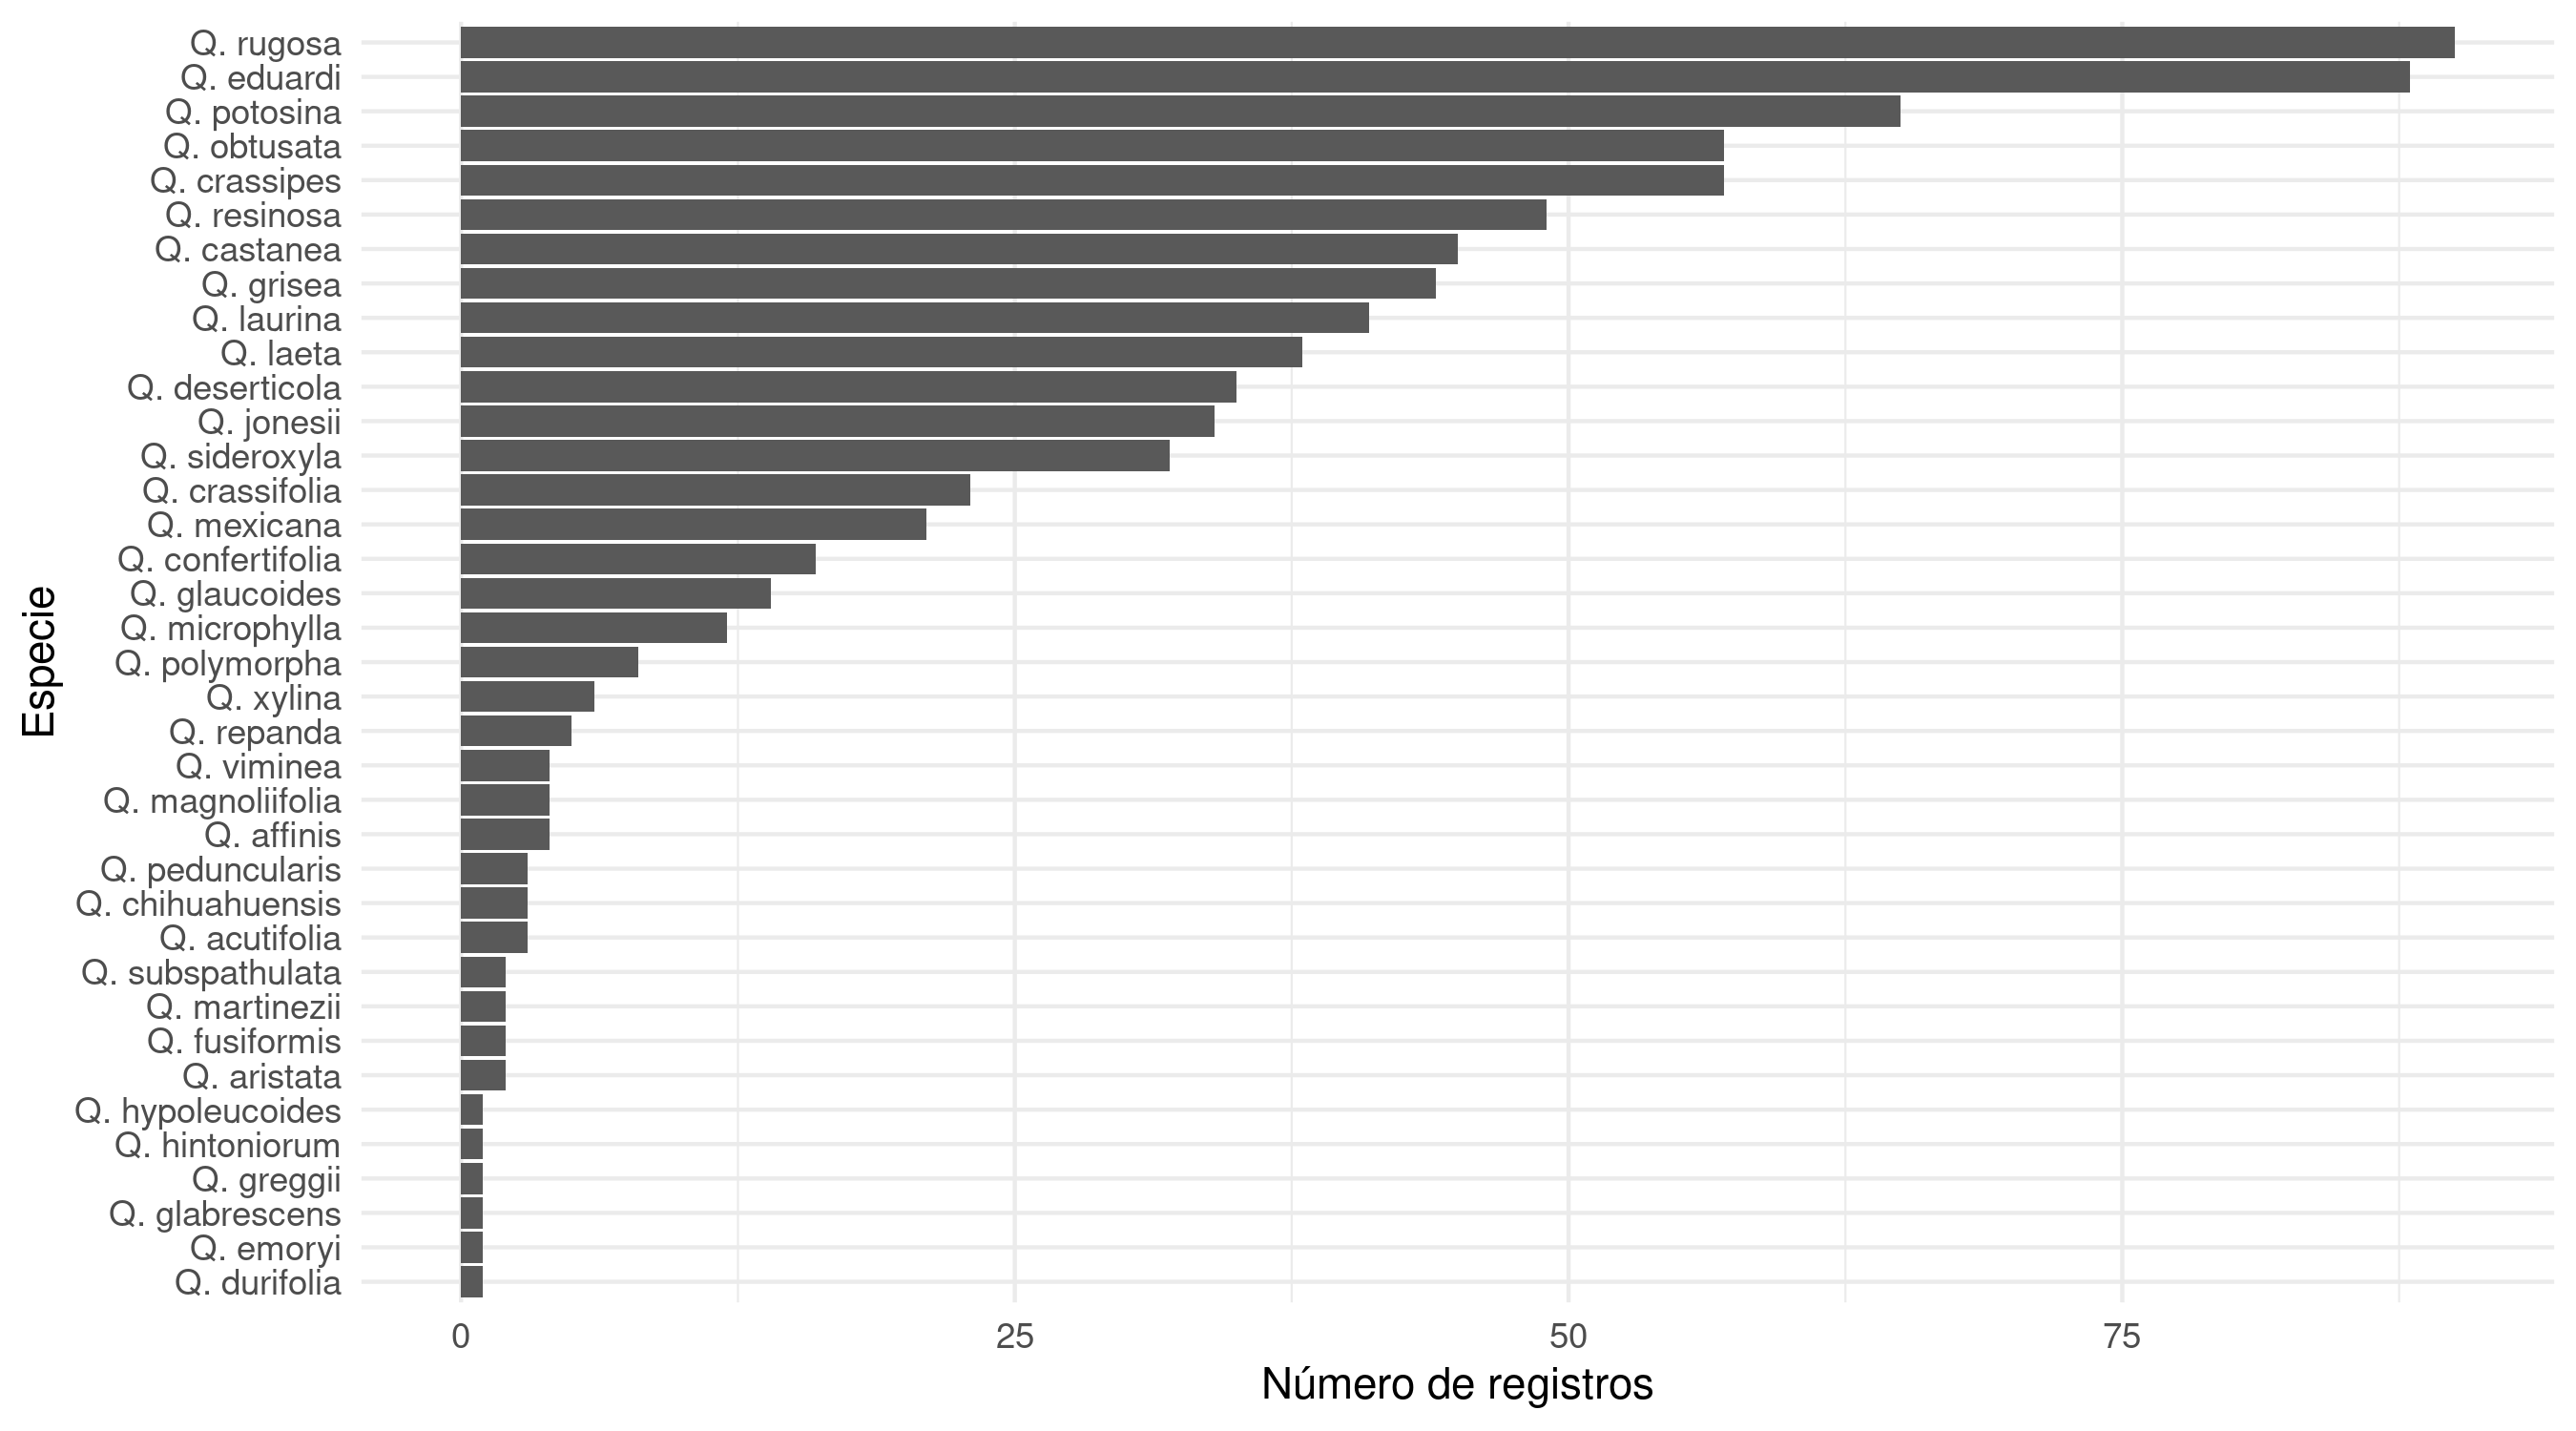 Q. rugosa
Q. eduardi
Q. potosina
Q. obtusata
Q. crassipes
Q. resinosa
Q. castanea
Q. grisea
Q. laurina
Q. laeta
Q. deserticola
Q. jonesii
Q. sideroxyla
Q. crassifolia
Q. mexicana
Q. confertifolia
Q. glaucoides
Q. microphylla
Q. polymorpha
Q. xylina
Q. repanda
Q. viminea
Q. magnoliifolia
Q. affinis
Q. peduncularis
Q. chihuahuensis
Q. acutifolia
Q. subspathulata
Q. martinezii
Q. fusiformis
Q. aristata
Q. hypoleucoides
Q. hintoniorum
Q. greggii
Q. glabrescens
Q. emoryi
Q. durifolia
Especie
0 25 50 75
Número de registros